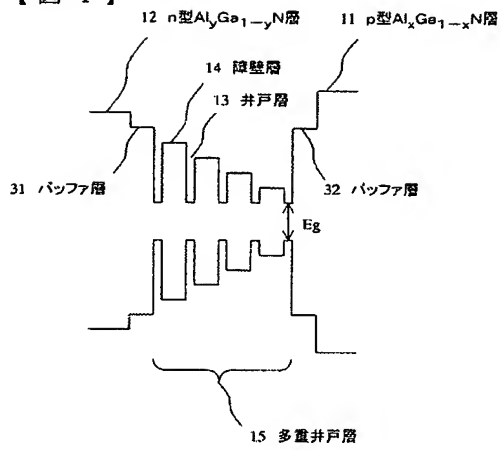 【図4】
12 n型AlyGa1-yN層
11 p型AlxGa1-xN層
14 障壁層
13 井戸層
31 バッファ層
32 バッファ層
Eg
15 多重井戸層